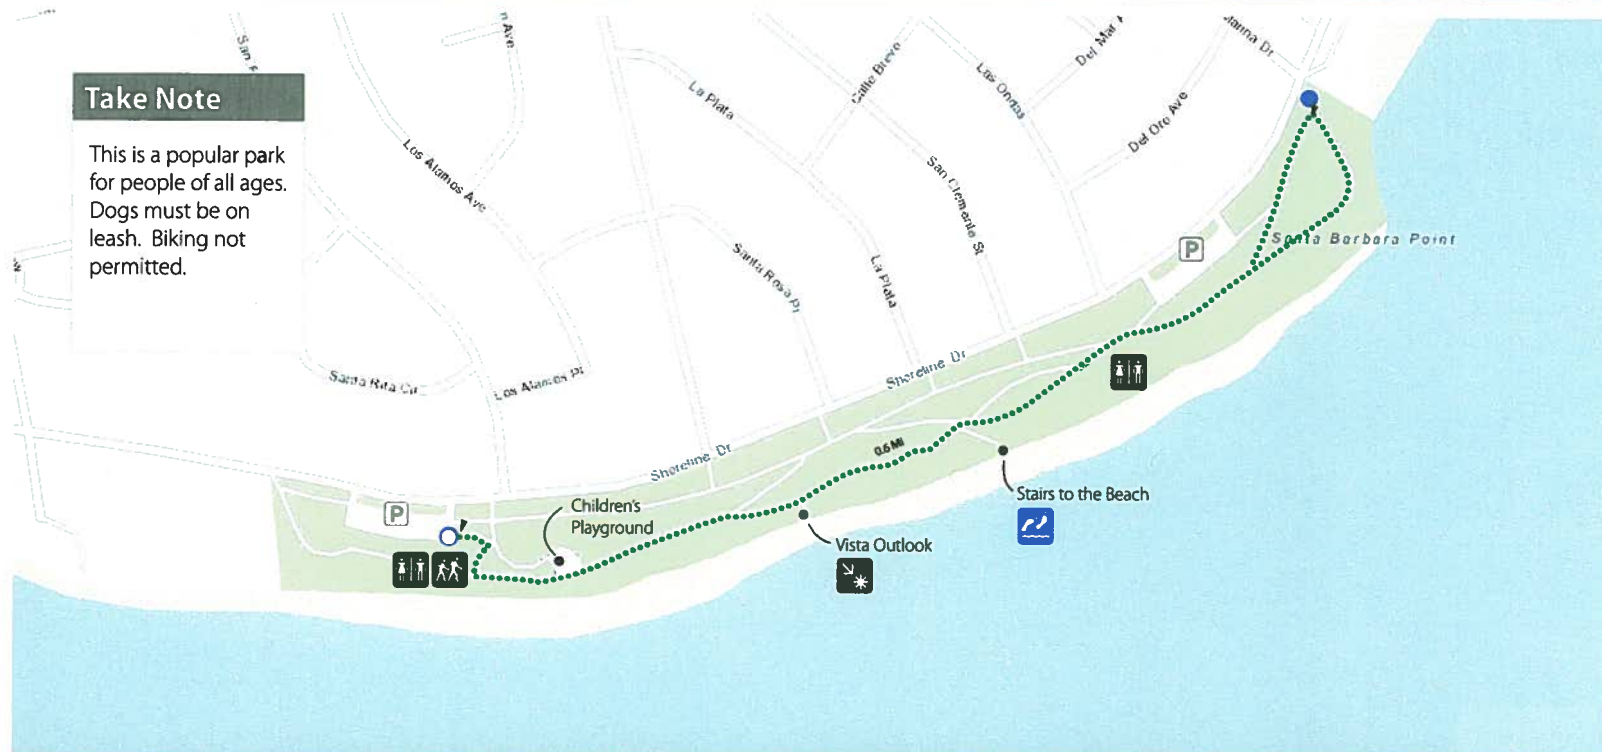 Take Note
This is a popular park
for people of all ages.
Dogs must be on
leash. Biking not
permitted.
Ave
Los Alamos Ave
La Plata
Calle Breve
Las Ondas
Del Mar
Del Oro Ave
San Clemente St
Santa Barbara Point
P
Santa Rosa Pl
La Plata
Santa Rita Cir
Los Alamos Pl
Shoreline Dr
Shoreline Dr
0.6 MI
P
Children's
Playground
Stairs to the Beach
Vista Outlook